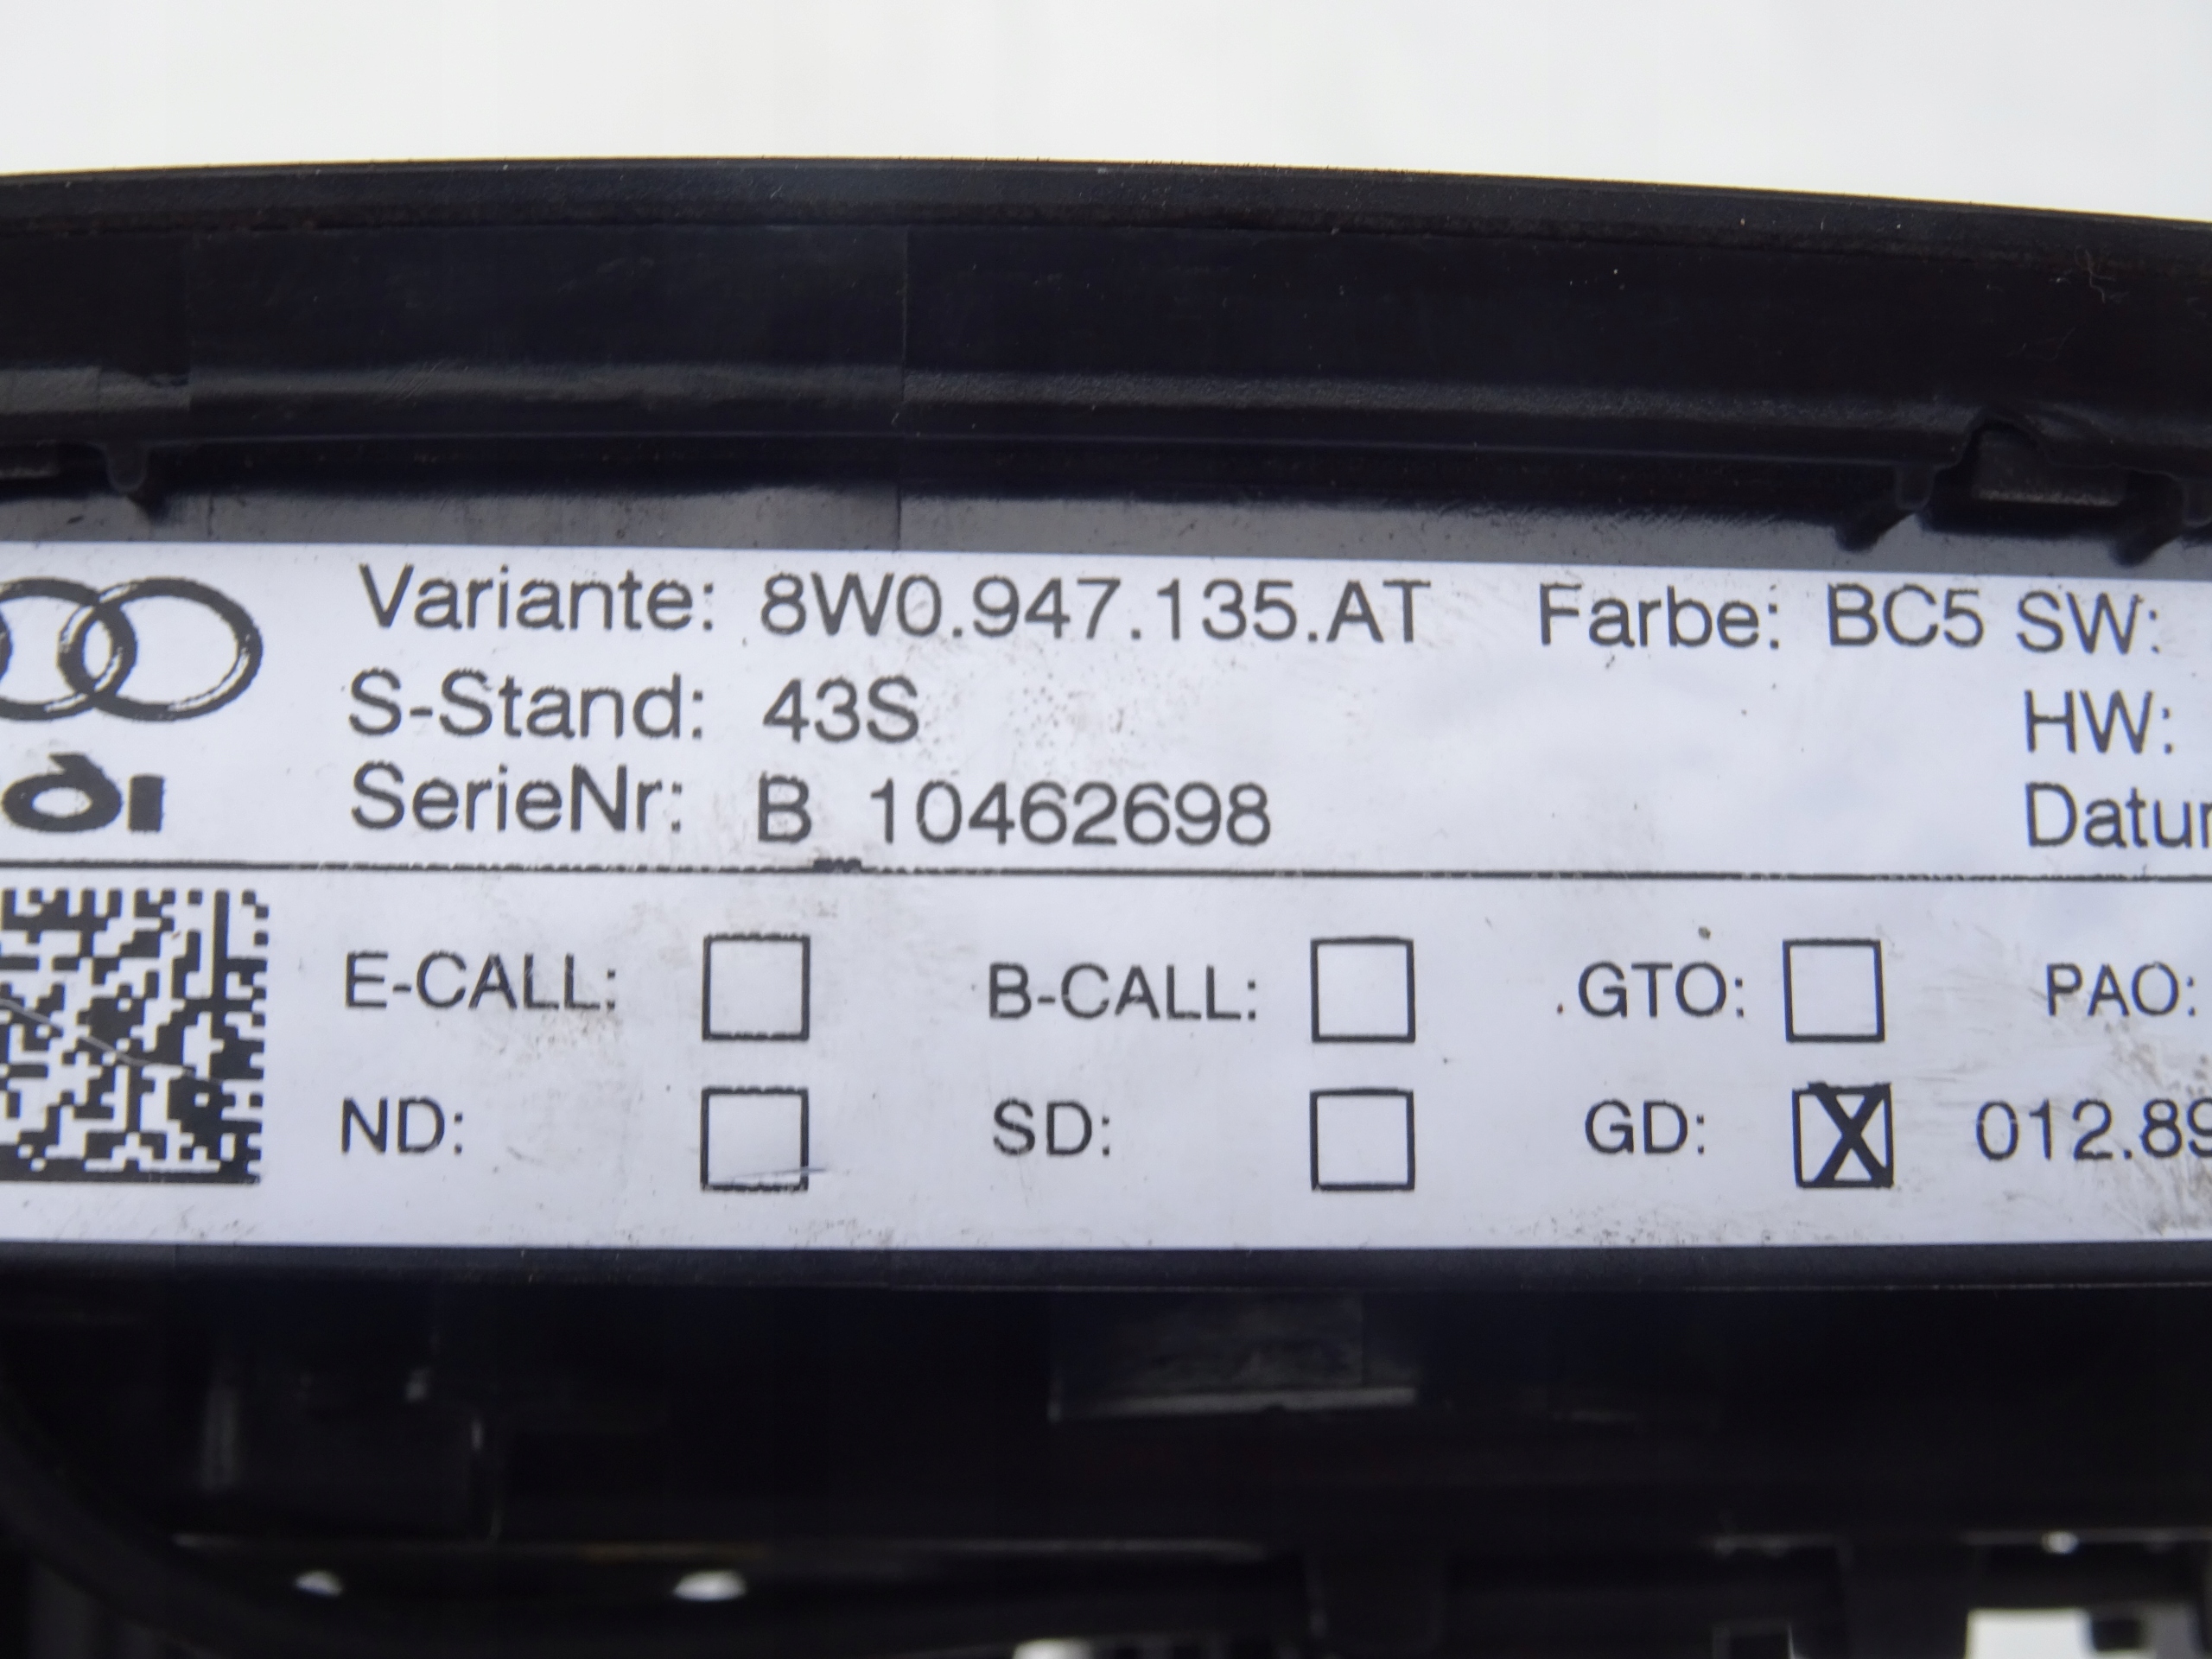 Variante: 8W0.947.135.AT Farbe: BC5 SW:
S-Stand: 43S HW:
SerieNr: B 10462698
E-CALL: B-CALL: .GTO: PAO:
ND: SD: GD: X 012.89